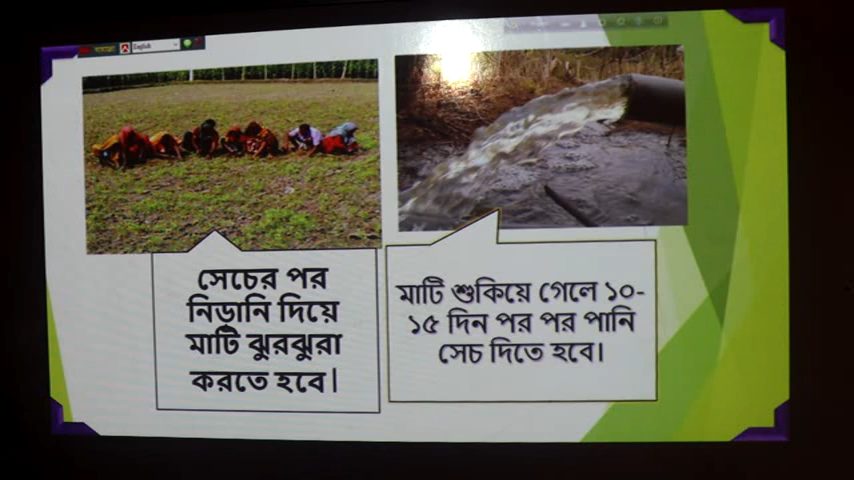 English
সেচের পর
নিড়ানি দিয়ে
মাটি ঝুরঝুরা
করতে হবে।
মাটি শুকিয়ে গেলে ১০-
১৫ দিন পর পর পানি
সেচ দিতে হবে।